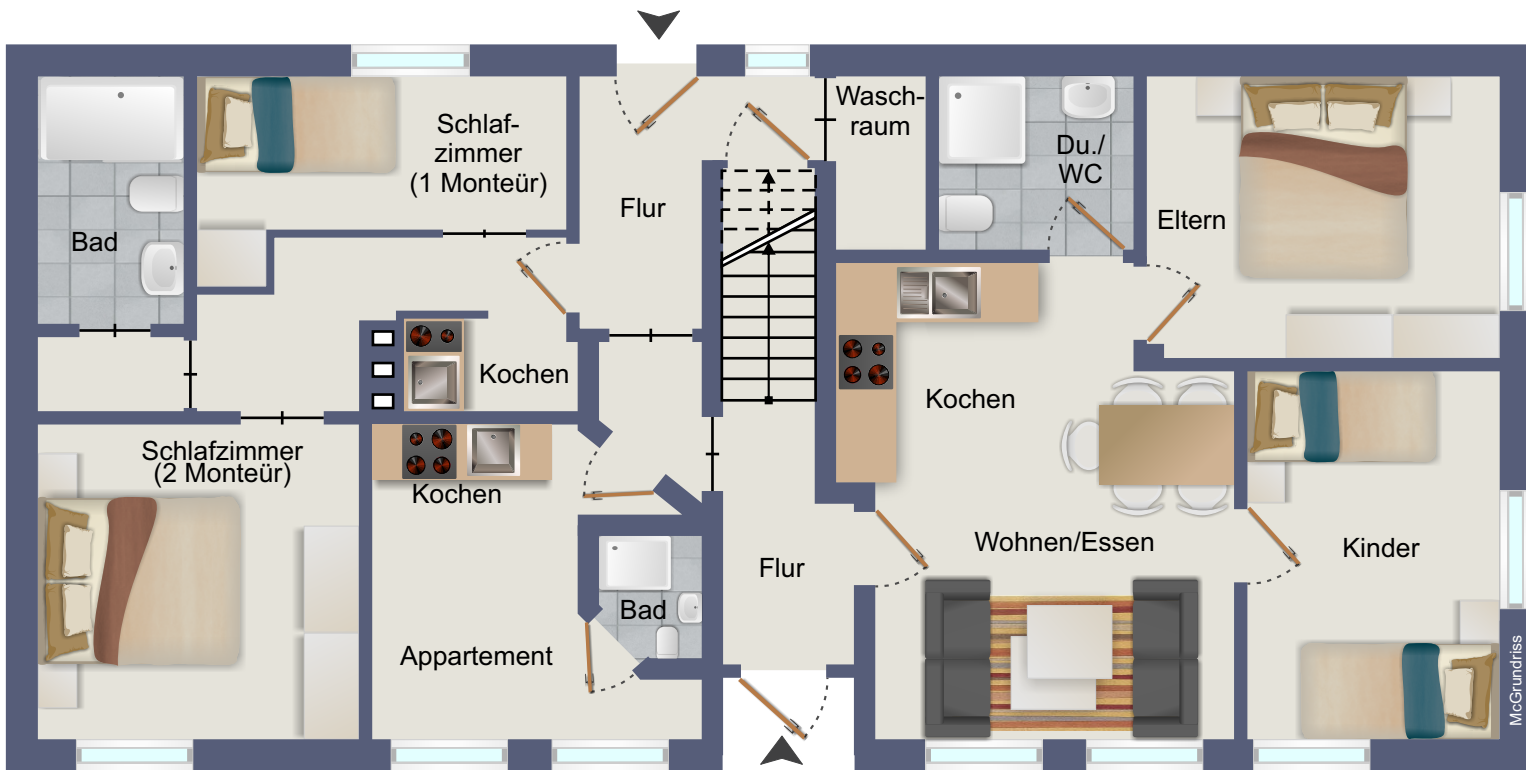 Schlaf-
zimmer
(1 Monteür)
Bad
Flur
Wasch-
raum
Du./
WC
Eltern
Kochen
Kochen
Schlafzimmer
(2 Monteür)
Kochen
Wohnen/Essen
Kinder
Flur
Bad
Appartement
McGrundriss